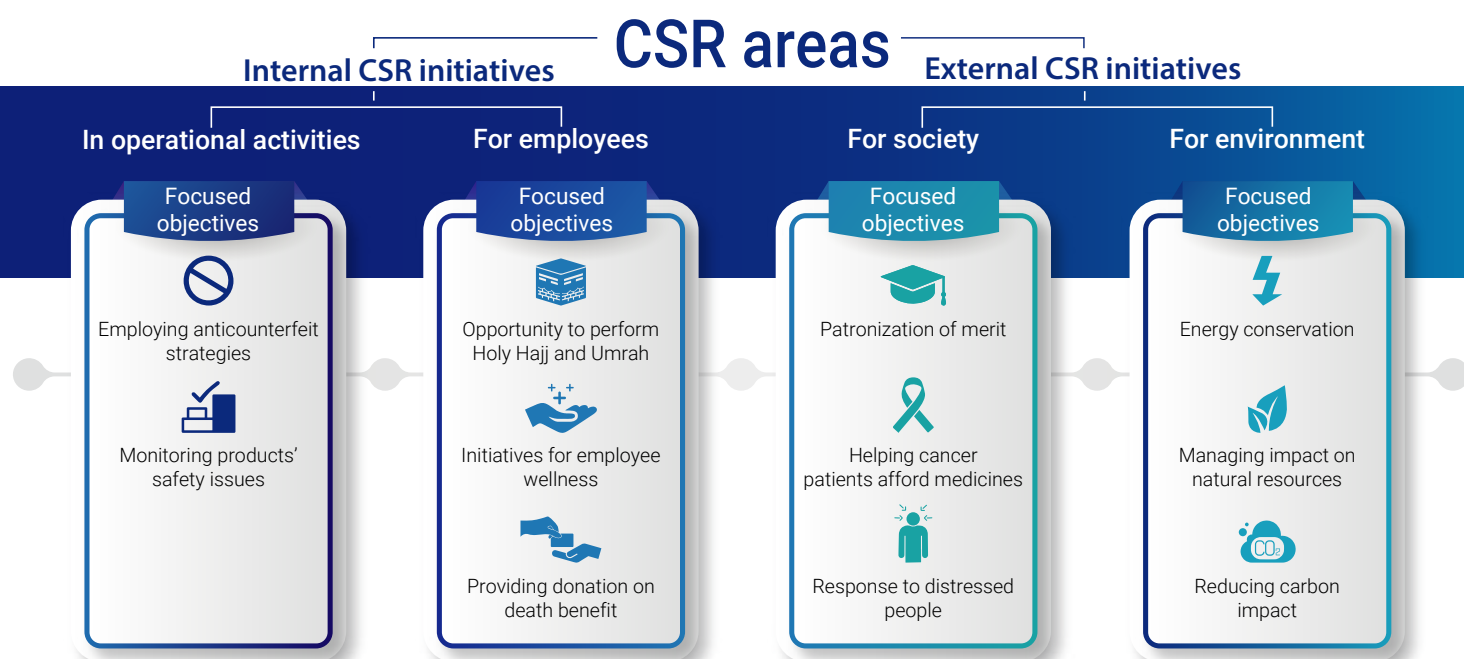 CSR areas
Internal CSR initiatives
External CSR initiatives
In operational activities
For employees
For society
For environment
Focused
objectives
Employing anticounterfeit
strategies
Monitoring products’
safety issues
Focused
objectives
Opportunity to perform
Holy Hajj and Umrah
Initiatives for employee
wellness
Providing donation on
death benefit
Focused
objectives
Patronization of merit
Helping cancer
patients afford medicines
Response to distressed
people
Focused
objectives
Energy conservation
Managing impact on
natural resources
CO₂
Reducing carbon
impact